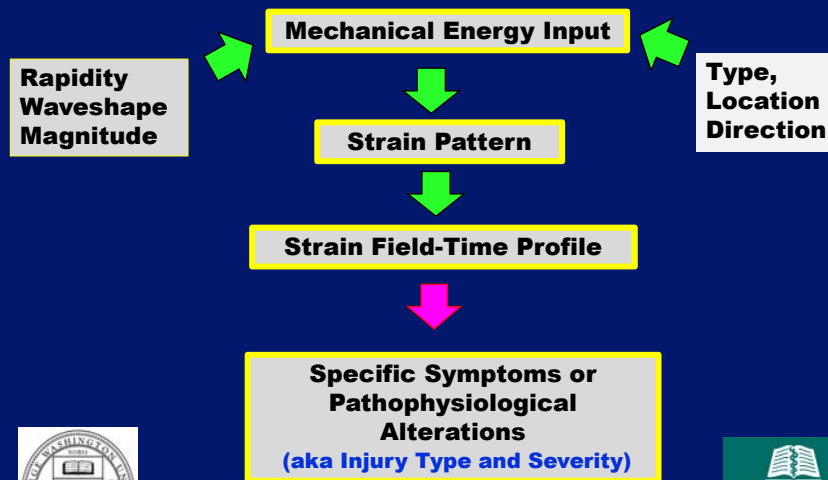 Mechanical Energy Input
Rapidity
Waveshape
Magnitude
Type,
Location
Direction
Strain Pattern
Strain Field-Time Profile
Specific Symptoms or
Pathophysiological
Alterations
(aka Injury Type and Severity)
WASHINGTON